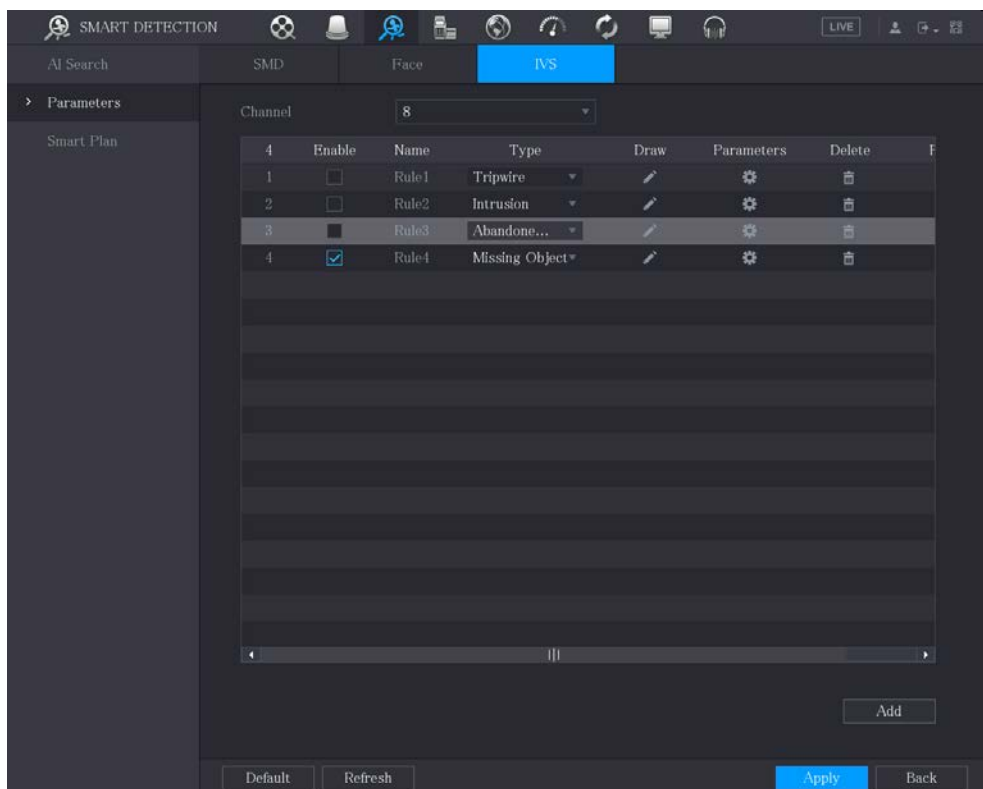 SMART DETECTION LIVE
AI Search SMD Face IVS
Parameters
Channel 8
Smart Plan
4 Enable Name Type Draw Parameters Delete
1 Rule1 Tripwire
2 Rule2 Intrusion
3 Rule3 Abandone...
4 Rule4 Missing Object
Add
Default Refresh Apply Back